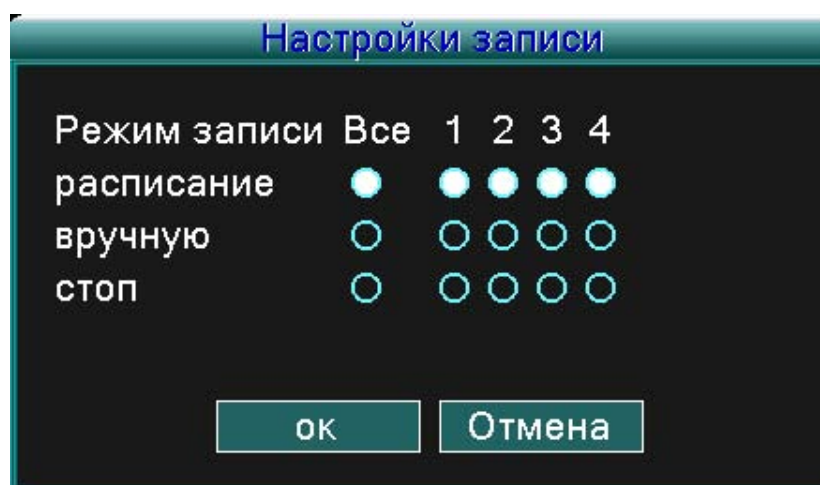 Настройки записи
Режим записи Все 1 2 3 4
расписание
вручную
стоп
ок Отмена